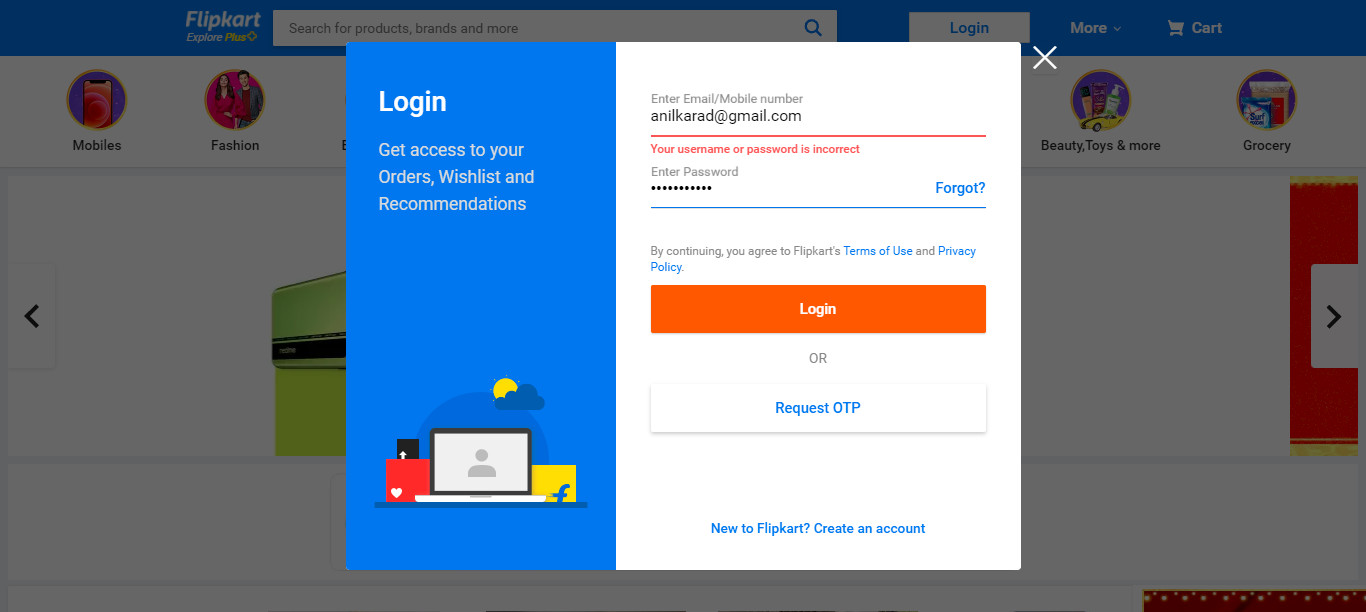 Flipkart
Explore Plus
Search for products, brands and more
Login
More
Cart
Mobiles
Fashion
Beauty,Toys & more
Grocery
Login
Get access to your
Orders, Wishlist and
Recommendations
Enter Email/Mobile number
anilkarad@gmail.com
Your username or password is incorrect
Enter Password
•••••••••••
Forgot?
By continuing, you agree to Flipkart's Terms of Use and Privacy
Policy.
Login
OR
Request OTP
New to Flipkart? Create an account